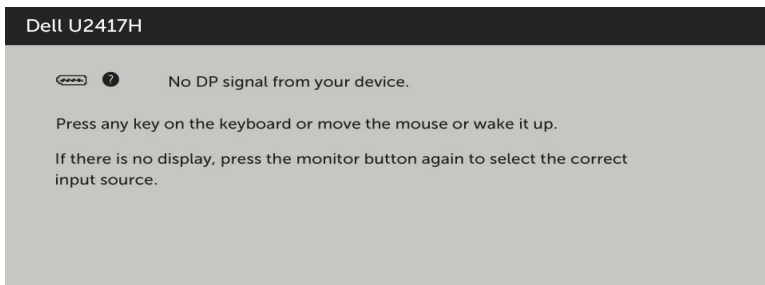 Dell U2417H
? No DP signal from your device.
Press any key on the keyboard or move the mouse or wake it up.
If there is no display, press the monitor button again to select the correct
input source.